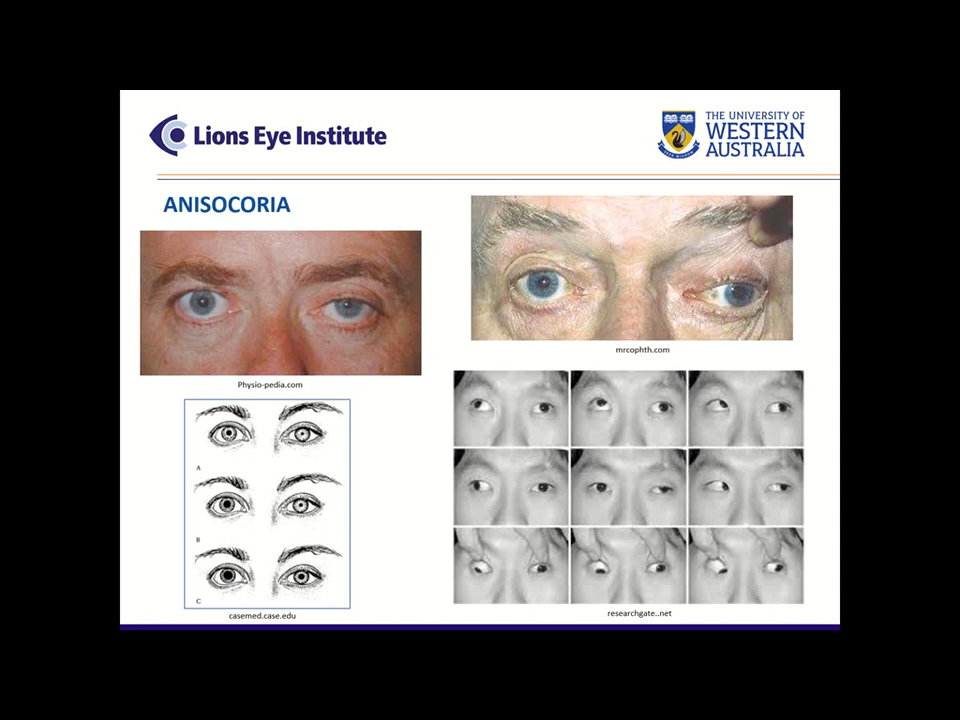 Lions Eye Institute
THE UNIVERSITY OF
WESTERN
AUSTRALIA
ANISOCORIA
mrcophth.com
Physio-pedia.com
A
B
C
casemed.case.edu
researchgate..net